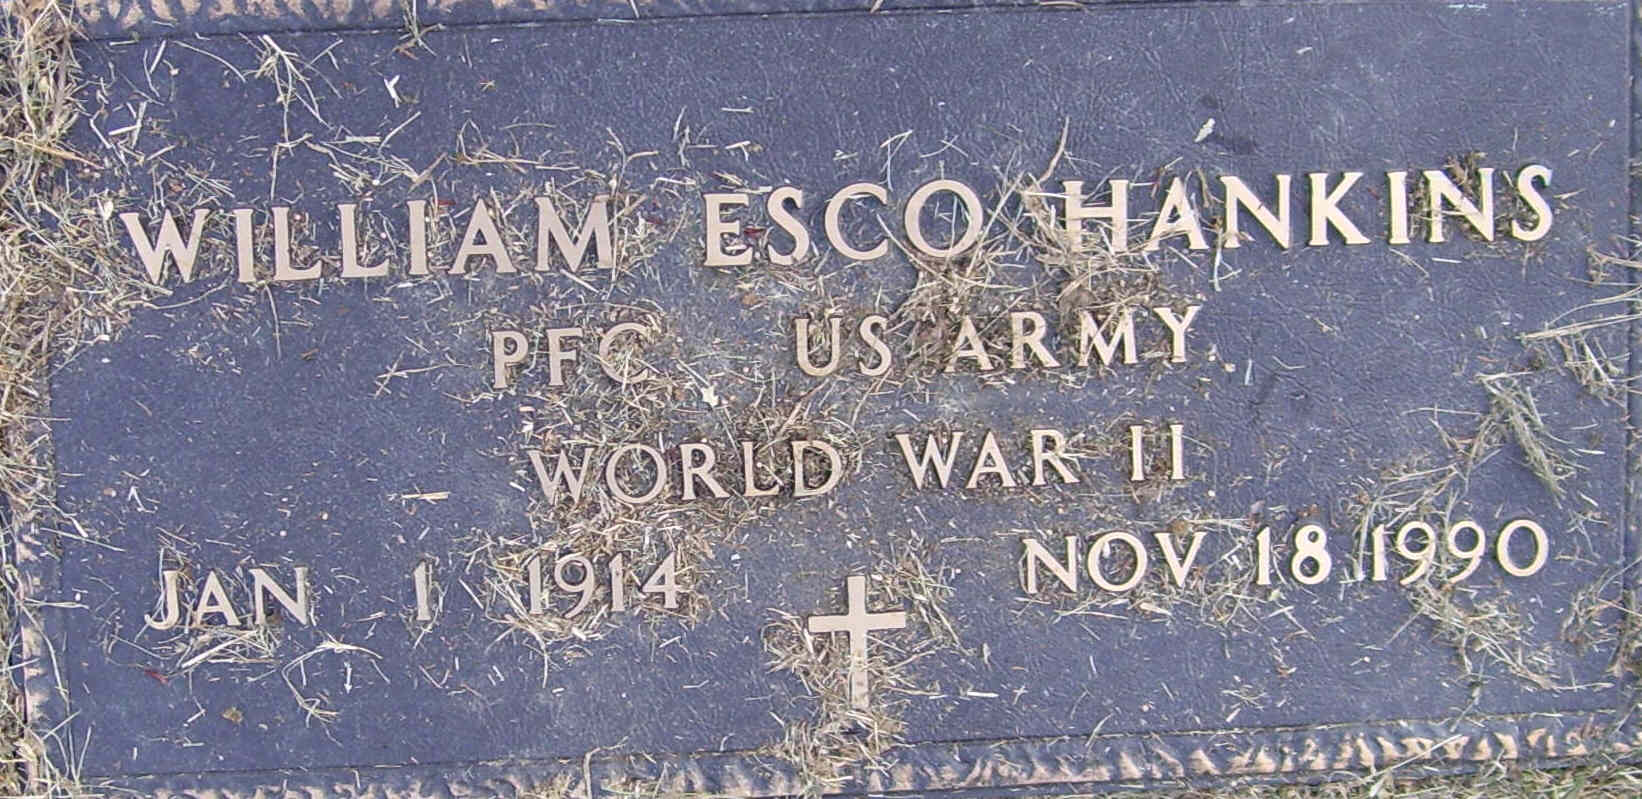 WILLIAM ESCO HANKINS
PFC US ARMY
WORLD WAR II
JAN 1 1914 NOV 18 1990